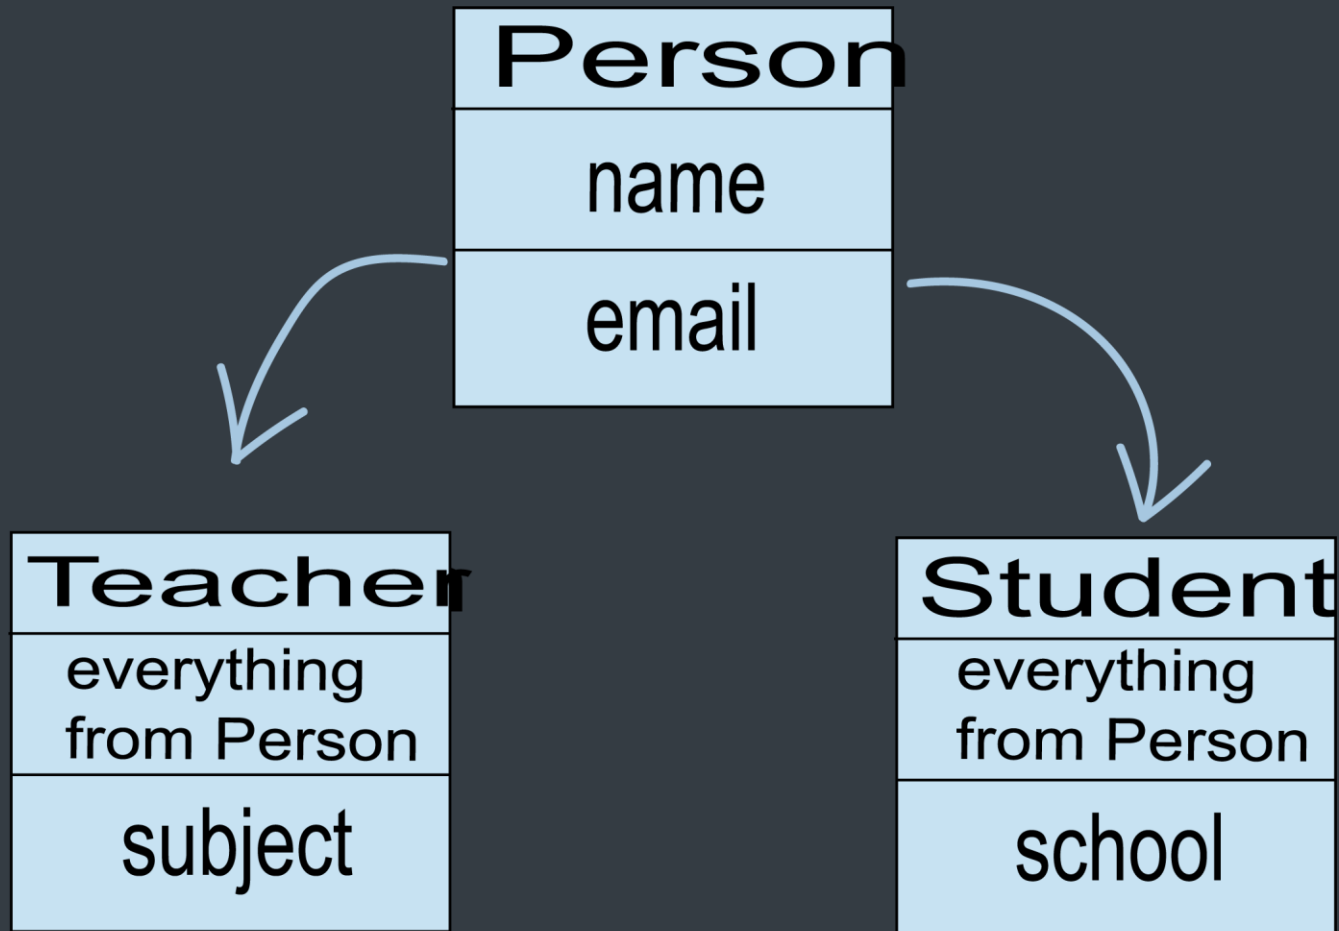 Person
name
email
Teacher
everything
from Person
subject
Student
everything
from Person
school